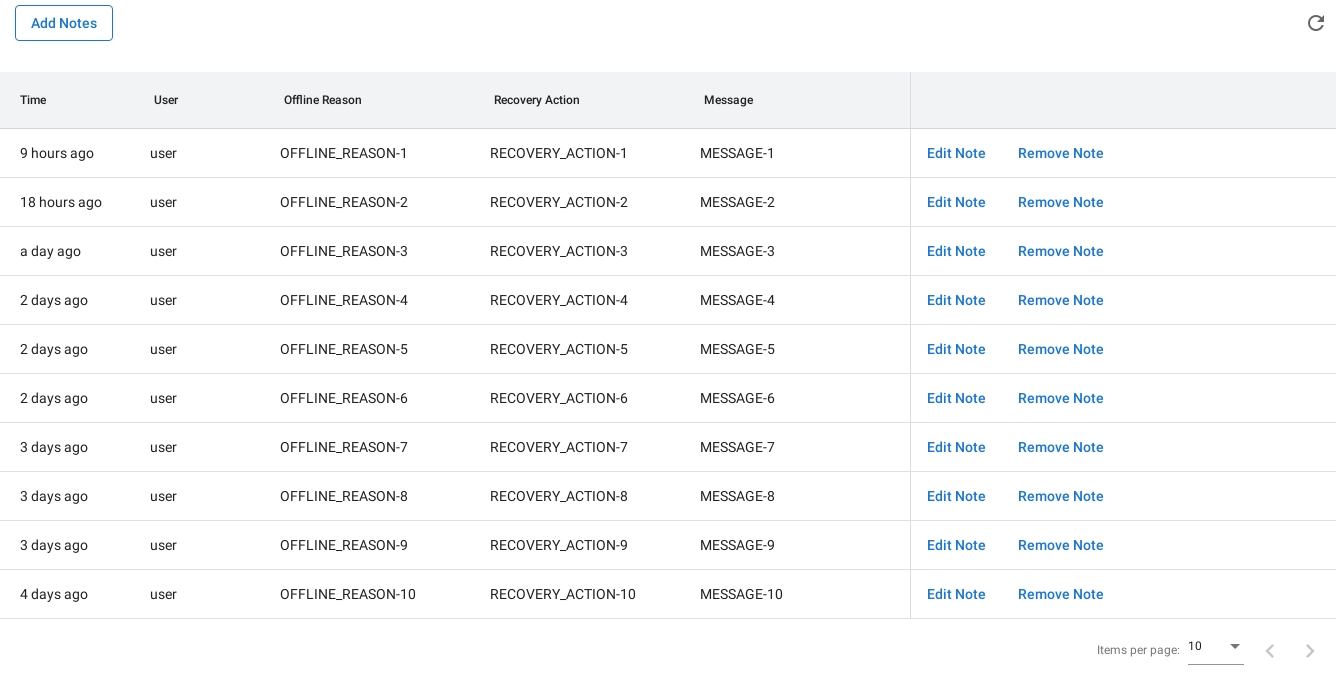 Add Notes
Time User Offline Reason Recovery Action Message
9 hours ago user OFFLINE_REASON-1 RECOVERY_ACTION-1 MESSAGE-1 Edit Note Remove Note
18 hours ago user OFFLINE_REASON-2 RECOVERY_ACTION-2 MESSAGE-2 Edit Note Remove Note
a day ago user OFFLINE_REASON-3 RECOVERY_ACTION-3 MESSAGE-3 Edit Note Remove Note
2 days ago user OFFLINE_REASON-4 RECOVERY_ACTION-4 MESSAGE-4 Edit Note Remove Note
2 days ago user OFFLINE_REASON-5 RECOVERY_ACTION-5 MESSAGE-5 Edit Note Remove Note
2 days ago user OFFLINE_REASON-6 RECOVERY_ACTION-6 MESSAGE-6 Edit Note Remove Note
3 days ago user OFFLINE_REASON-7 RECOVERY_ACTION-7 MESSAGE-7 Edit Note Remove Note
3 days ago user OFFLINE_REASON-8 RECOVERY_ACTION-8 MESSAGE-8 Edit Note Remove Note
3 days ago user OFFLINE_REASON-9 RECOVERY_ACTION-9 MESSAGE-9 Edit Note Remove Note
4 days ago user OFFLINE_REASON-10 RECOVERY_ACTION-10 MESSAGE-10 Edit Note Remove Note
Items per page: 10